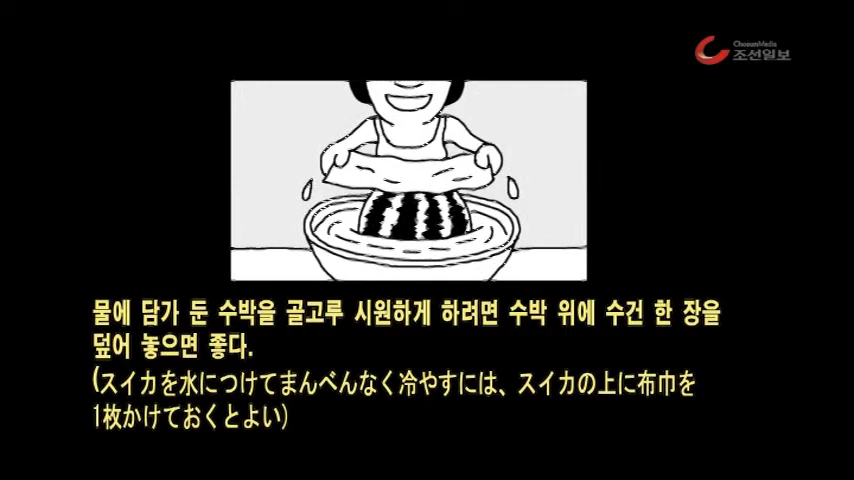 ChosunMedia
조선일보
물에 담가 둔 수박을 골고루 시원하게 하려면 수박 위에 수건 한 장을
덮어 놓으면 좋다.
(スイカを水につけてまんべんなく冷やすには、スイカの上に布巾を
1枚かけておくとよい)